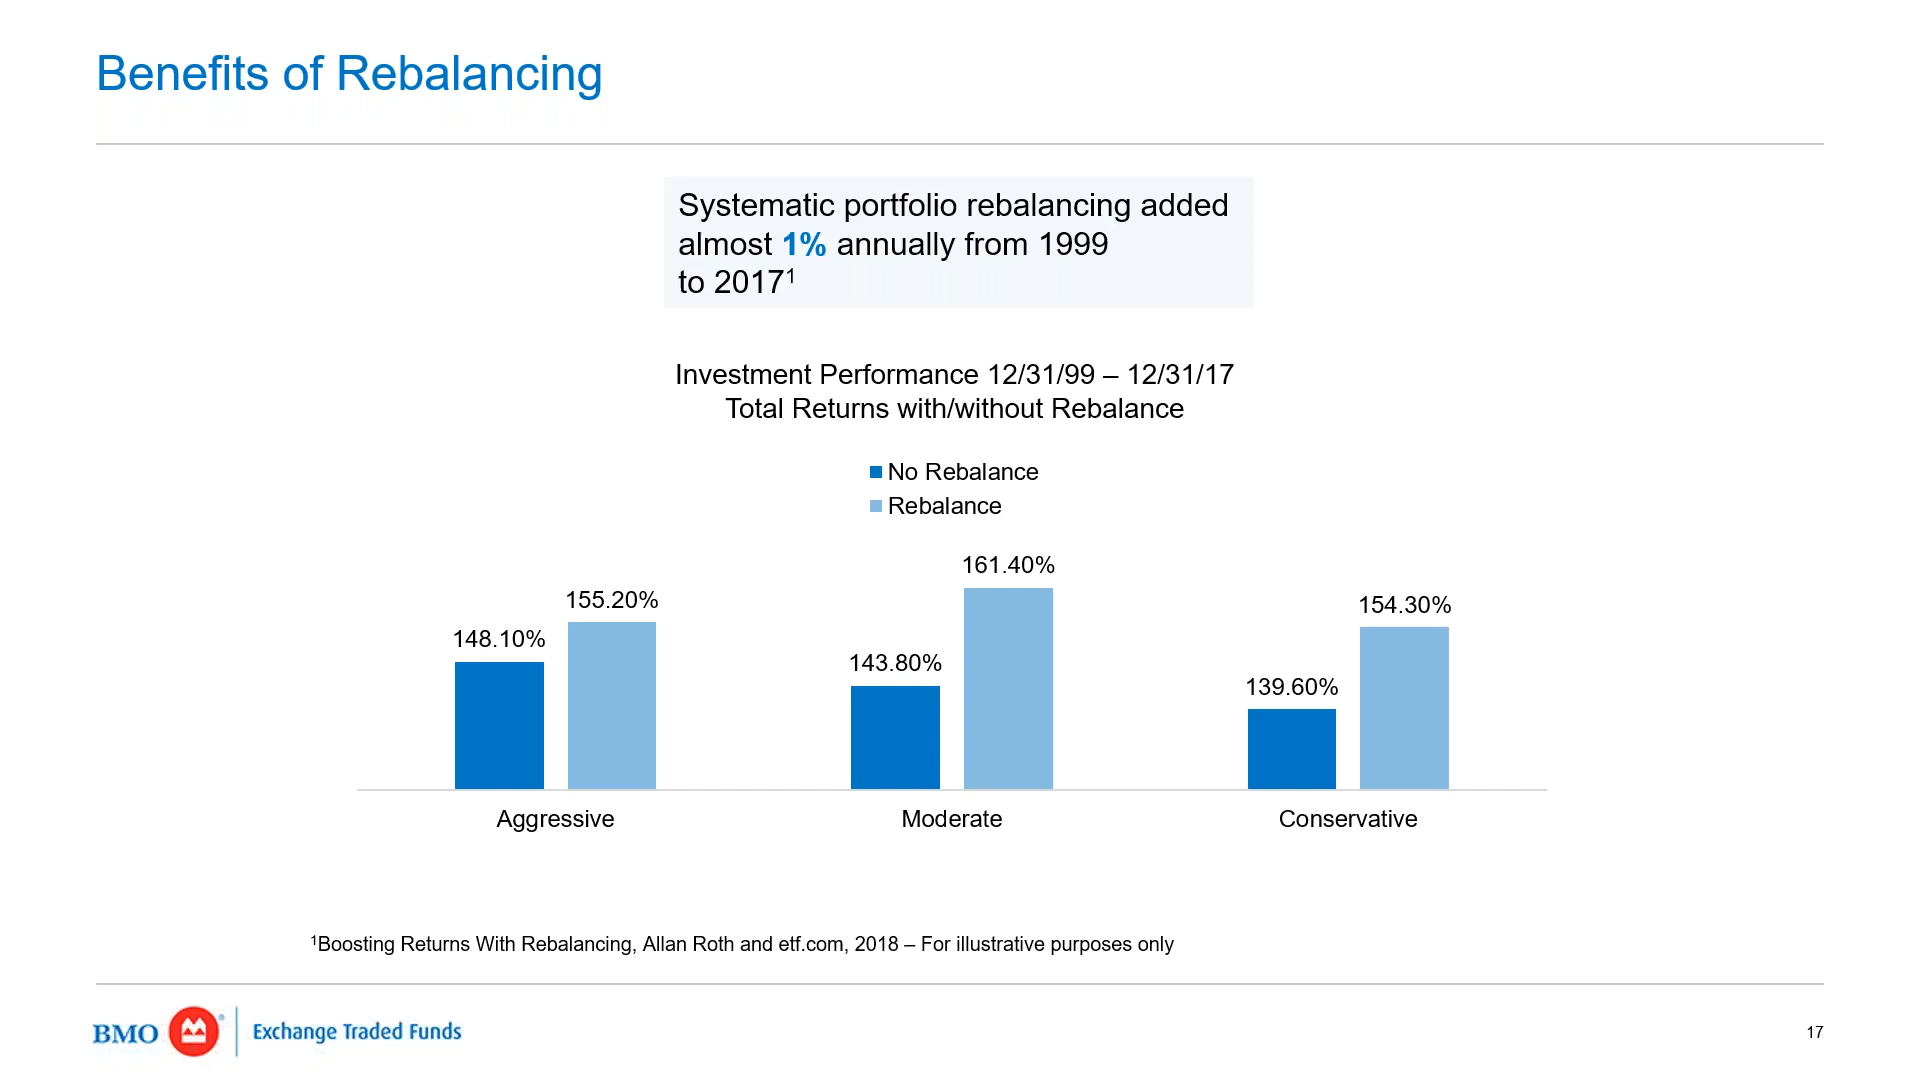 Benefits of Rebalancing
Systematic portfolio rebalancing added
almost 1% annually from 1999
to 2017¹
Investment Performance 12/31/99 – 12/31/17
Total Returns with/without Rebalance
No Rebalance
Rebalance
148.10%
155.20%
143.80%
161.40%
139.60%
154.30%
Aggressive
Moderate
Conservative
¹Boosting Returns With Rebalancing, Allan Roth and etf.com, 2018 – For illustrative purposes only
BMO ® Exchange Traded Funds
17